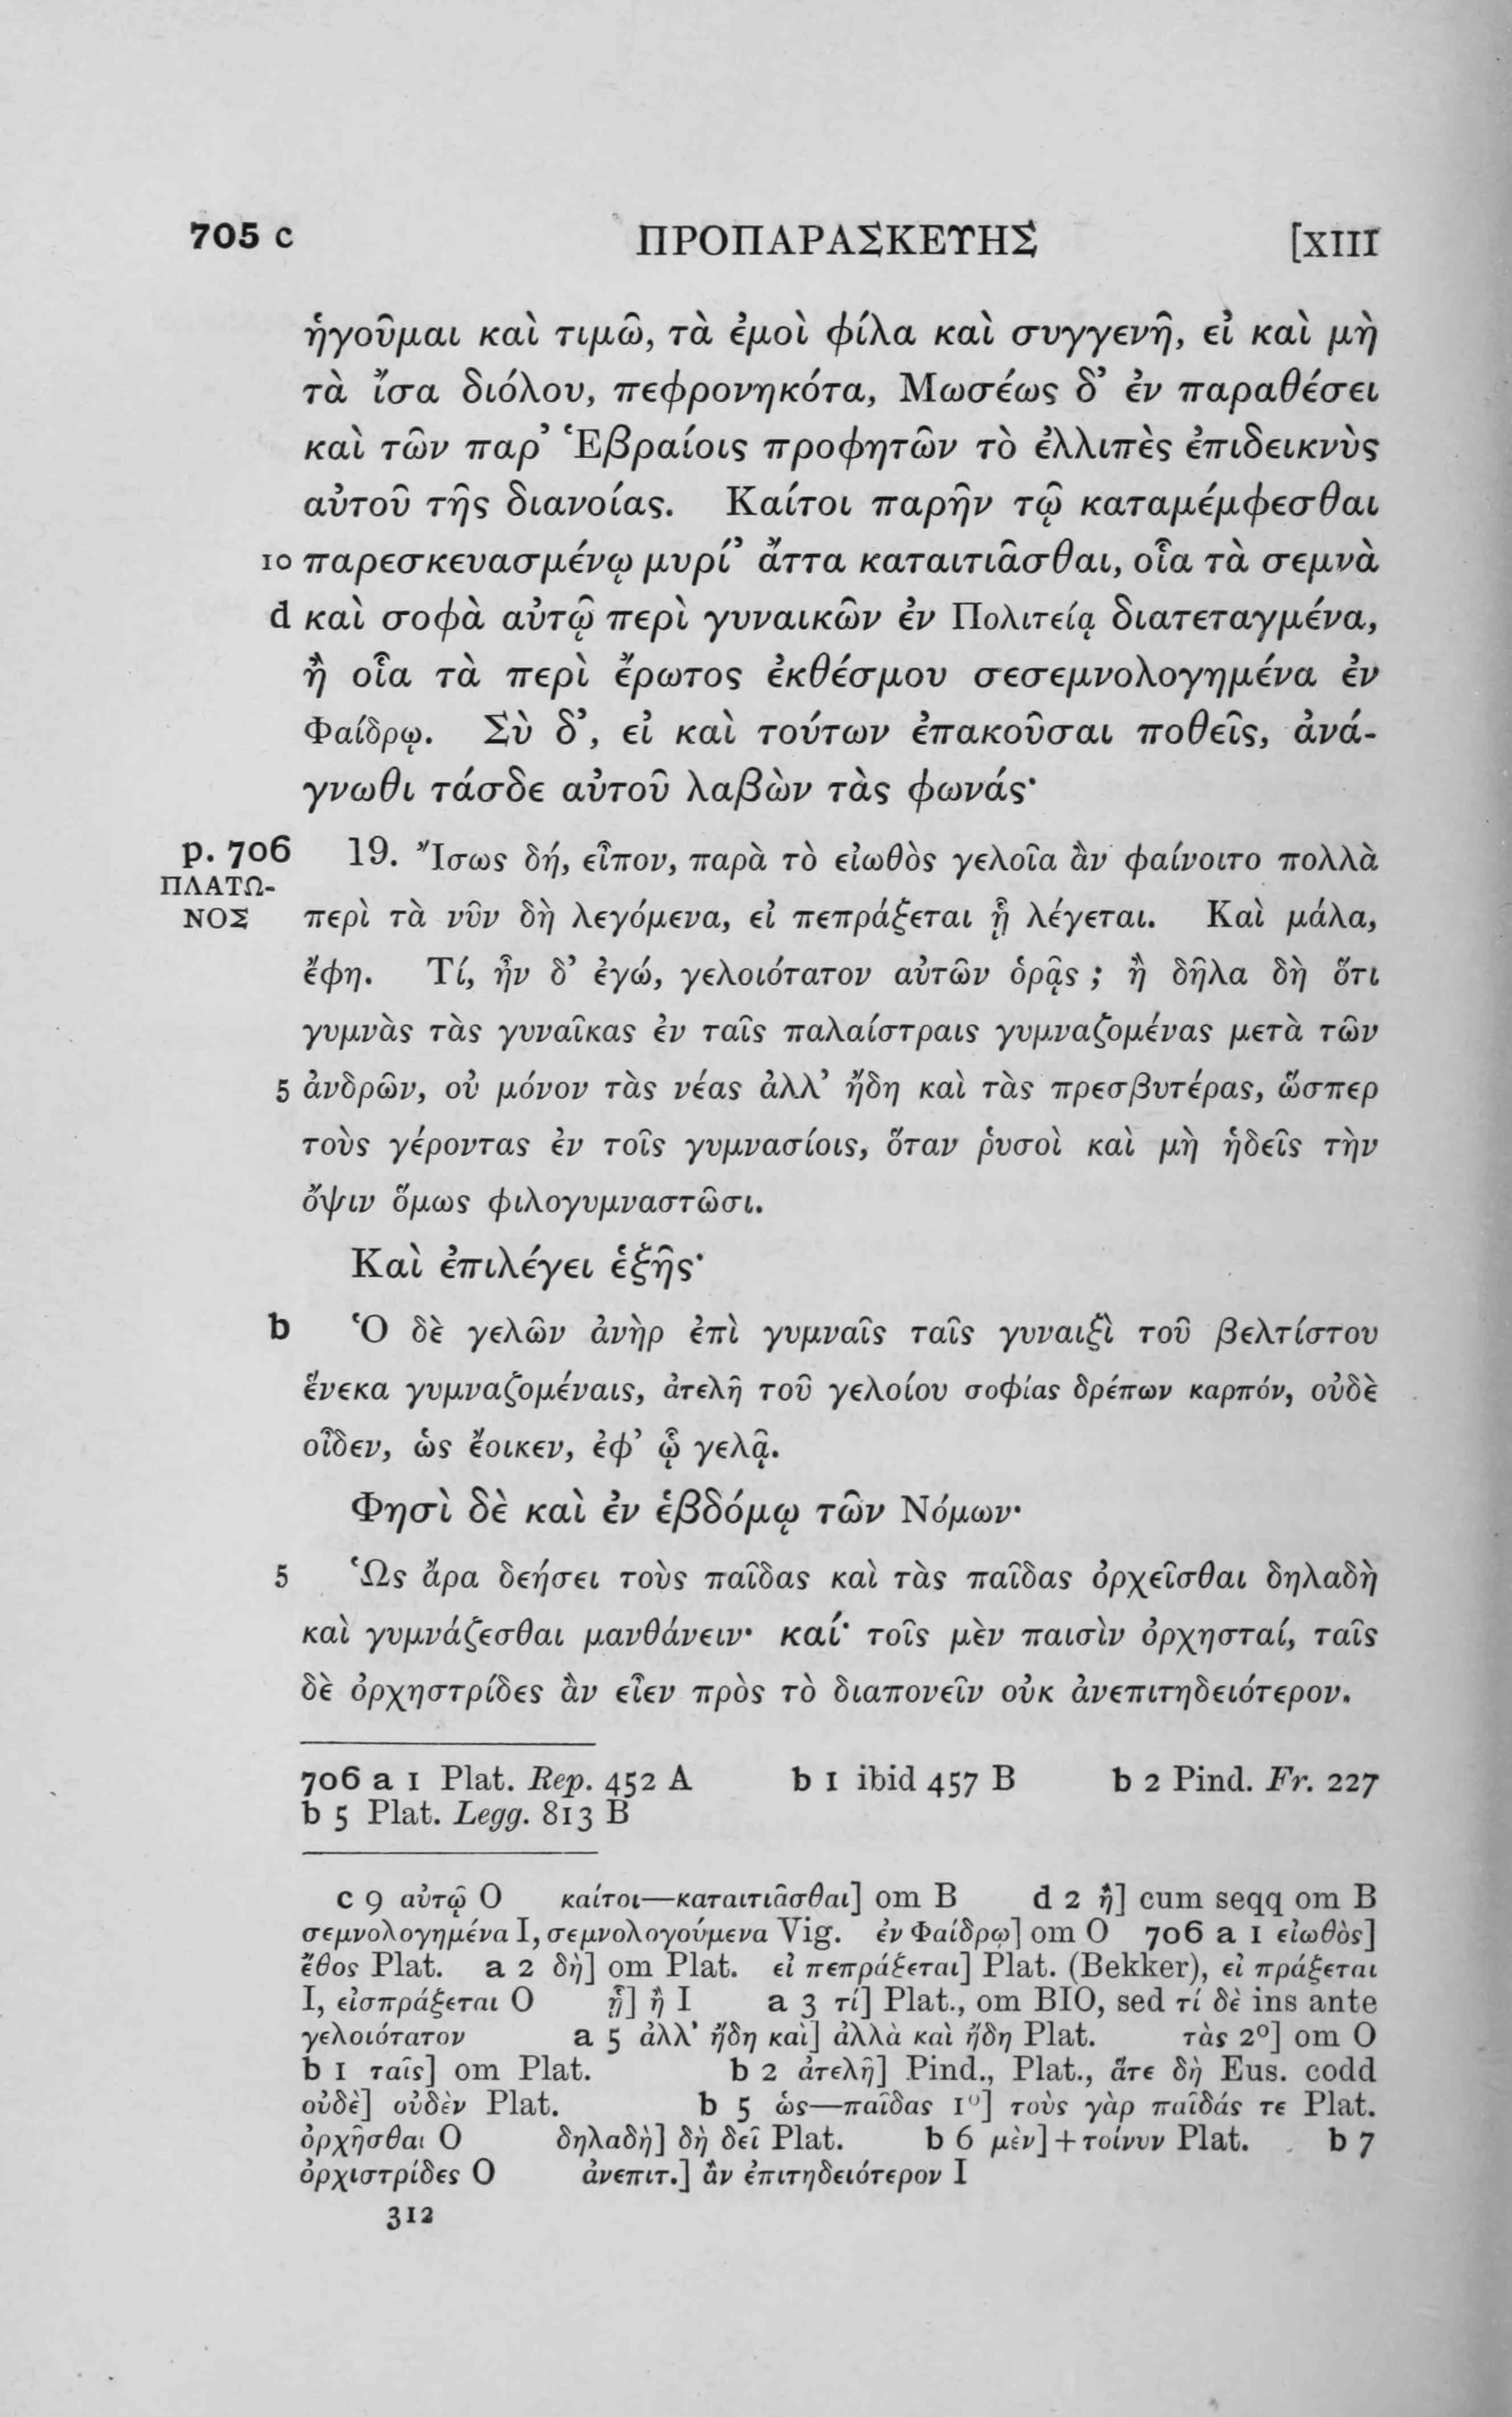 705 c ΠΡΟΠΑΡΑΣΚΕΥΗΣ [XIII
ἡγοῦμαι καὶ τιμῶ, τὰ ἐμοὶ φίλα καὶ συγγενῆ, εἰ καὶ μὴ
τὰ ἴσα διόλου, πεφρονηκότα, Μωσέως δ’ ἐν παραθέσει
καὶ τῶν παρ’ Ἑβραίοις προφητῶν τὸ ἐλλιπὲς ἐπιδεικνὺς
αὐτοῦ τῆς διανοίας. Καίτοι παρῆν τῷ καταμέμφεσθαι
10 παρεσκευασμένῳ μυρί’ ἄττα καταιτιᾶσθαι, οἷα τὰ σεμνὰ
d καὶ σοφὰ αὐτῷ περὶ γυναικῶν ἐν Πολιτείᾳ διατεταγμένα,
ἢ οἷα τὰ περὶ ἔρωτος ἐκθέσμου σεσεμνολογημένα ἐν
Φαίδρῳ. Σὺ δ’, εἰ καὶ τούτων ἐπακοῦσαι ποθεῖς, ἀνά-
γνωθι τάσδε αὐτοῦ λαβὼν τὰς φωνάς·
p. 706 19. Ἴσως δή, εἶπον, παρὰ τὸ εἰωθὸς γελοῖα ἂν φαίνοιτο πολλὰ
ΠΛΑΤΩ-
ΝΟΣ περὶ τὰ νῦν δὴ λεγόμενα, εἰ πεπράξεται ᾗ λέγεται. Καὶ μάλα,
ἔφη. Τί, ἦν δ’ ἐγώ, γελοιότατον αὐτῶν ὁρᾷς ; ἢ δῆλα δὴ ὅτι
γυμνὰς τὰς γυναῖκας ἐν ταῖς παλαίστραις γυμναζομένας μετὰ τῶν
5 ἀνδρῶν, οὐ μόνον τὰς νέας ἀλλ’ ἤδη καὶ τὰς πρεσβυτέρας, ὥσπερ
τοὺς γέροντας ἐν τοῖς γυμνασίοις, ὅταν ῥυσοὶ καὶ μὴ ἡδεῖς τὴν
ὄψιν ὅμως φιλογυμναστῶσι.
Καὶ ἐπιλέγει ἑξῆς·
b Ὁ δὲ γελῶν ἀνὴρ ἐπὶ γυμναῖς ταῖς γυναιξὶ τοῦ βελτίστου
ἕνεκα γυμναζομέναις, ἀτελῆ τοῦ γελοίου σοφίας δρέπων καρπόν, οὐδὲ
οἶδεν, ὡς ἔοικεν, ἐφ’ ᾧ γελᾷ.
Φησὶ δὲ καὶ ἐν ἑβδόμῳ τῶν Νόμων·
5 Ὡς ἄρα δεήσει τοὺς παῖδας καὶ τὰς παῖδας ὀρχεῖσθαι δηλαδὴ
καὶ γυμνάζεσθαι μανθάνειν· καί· τοῖς μὲν παισὶν ὀρχησταί, ταῖς
δὲ ὀρχηστρίδες ἂν εἶεν πρὸς τὸ διαπονεῖν οὐκ ἀνεπιτηδειότερον.
706 a 1 Plat. Rep. 452 A b 1 ibid 457 B b 2 Pind. Fr. 227
b 5 Plat. Legg. 813 B
c 9 αὐτῷ O καίτοι—καταιτιᾶσθαι] om B d 2 ἢ] cum seqq om B
σεμνολογημένα I, σεμνολογούμενα Vig. ἐν Φαίδρῳ] om O 706 a 1 εἰωθὸς]
ἔθος Plat. a 2 δὴ] om Plat. εἰ πεπράξεται] Plat. (Bekker), εἰ πράξεται
I, εἰσπράξεται O ᾗ] ἢ I a 3 τί] Plat., om BIO, sed τί δὲ ins ante
γελοιότατον a 5 ἀλλ’ ἤδη καὶ] ἀλλὰ καὶ ἤδη Plat. τὰς 2º] om O
b 1 ταῖς] om Plat. b 2 ἀτελῆ] Pind., Plat., ἅτε δὴ Eus. codd
οὐδὲ] οὐδὲν Plat. b 5 ὡς—παῖδας 1º] τοὺς γὰρ παῖδάς τε Plat.
ὀρχῆσθαι O δηλαδὴ] δὴ δεῖ Plat. b 6 μὲν]+τοίνυν Plat. b 7
ὀρχιστρίδες O ἀνεπιτ.] ἂν ἐπιτηδειότερον I
312